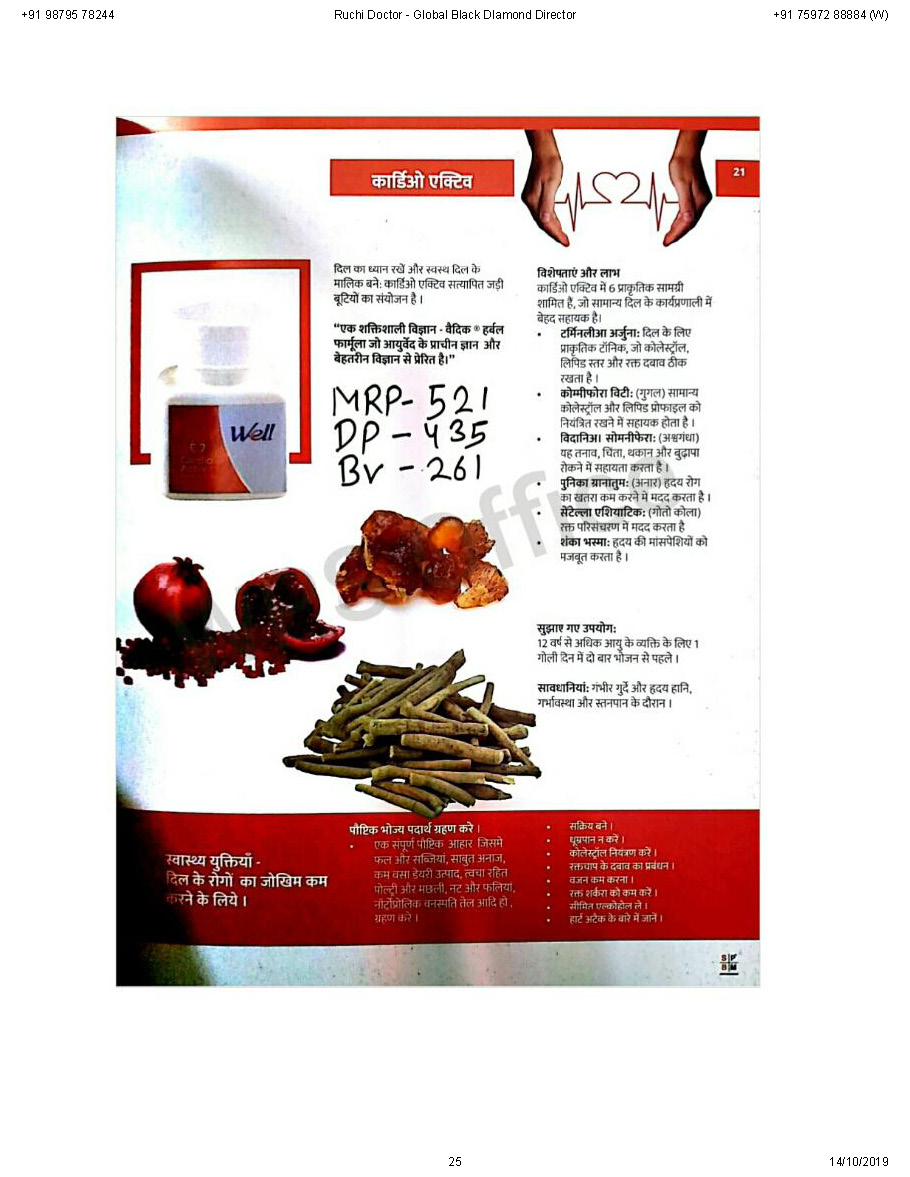 +91 98795 78244
Ruchi Doctor - Global Black DIamond Director
+91 75972 88884 (W)
कार्डिओ एक्टिव
21
दिल का ध्यान रखें और स्वस्थ दिल के
मालिक बने: कार्डिओ एक्टिव सत्यापित जड़ी
बूटियों का संयोजन है ।
“एक शक्तिशाली विज्ञान - वैदिक ® हर्बल
फार्मूला जो आयुर्वेद के प्राचीन ज्ञान और
बेहतरीन विज्ञान से प्रेरित है।”
MRP- 521
DP - 435
BV - 261
Well
विशेषताएं और लाभ
कार्डिओ एक्टिव में 6 प्राकृतिक सामग्री
शामित हैं, जो सामान्य दिल के कार्यप्रणाली में
बेहद सहायक है।
• टर्मिनलीआ अर्जुना: दिल के लिए
प्राकृतिक टॉनिक, जो कोलेस्ट्रॉल,
लिपिड स्तर और रक्त दबाव ठीक
रखता है ।
• कोम्मीफोरा विटी: (गुगल) सामान्य
कोलेस्ट्रॉल और लिपिड प्रोफाइल को
नियंत्रित रखने में सहायक होता है ।
• विदानिआ सोमनीफेरा: (अश्वगंधा)
यह तनाव, चिंता, थकान और बुढ़ापा
रोकने में सहायता करता है ।
• पुनिका ग्रानातुम: (अनार) हृदय रोग
का खतरा कम करने में मदद करता है ।
• सेंटेल्ला एशियाटिक: (गोतो कोला)
रक्त परिसंचरण में मदद करता है
• शंका भस्मा: हृदय की मांसपेशियों को
मजबूत करता है ।
सुझाए गए उपयोग:
12 वर्ष से अधिक आयु के व्यक्ति के लिए 1
गोली दिन में दो बार भोजन से पहले ।
सावधानियां: गंभीर गुर्दे और हृदय हानि,
गर्भावस्था और स्तनपान के दौरान ।
स्वास्थ्य युक्तियाँ -
दिल के रोगों का जोखिम कम
करने के लिये ।
पौष्टिक भोज्य पदार्थ ग्रहण करे ।
• एक संपूर्ण पौष्टिक आहार जिसमे
फल और सब्जियां, साबुत अनाज,
कम वसा डेयरी उत्पाद, त्वचा रहित
पोल्ट्री और मछली, नट और फलियां,
वनस्पति तेल आदि हो ,
ग्रहण करे ।
• सक्रिय बने ।
• धूम्रपान न करें ।
• कोलेस्ट्रॉल नियंत्रण करें ।
• रक्तचाप के दबाव का प्रबंधन ।
• वजन कम करना ।
• रक्त शर्करा को कम करें ।
• सीमित एल्कोहोल ले ।
• हार्ट अटैक के बारे में जानें ।
S P
B M
25
14/10/2019